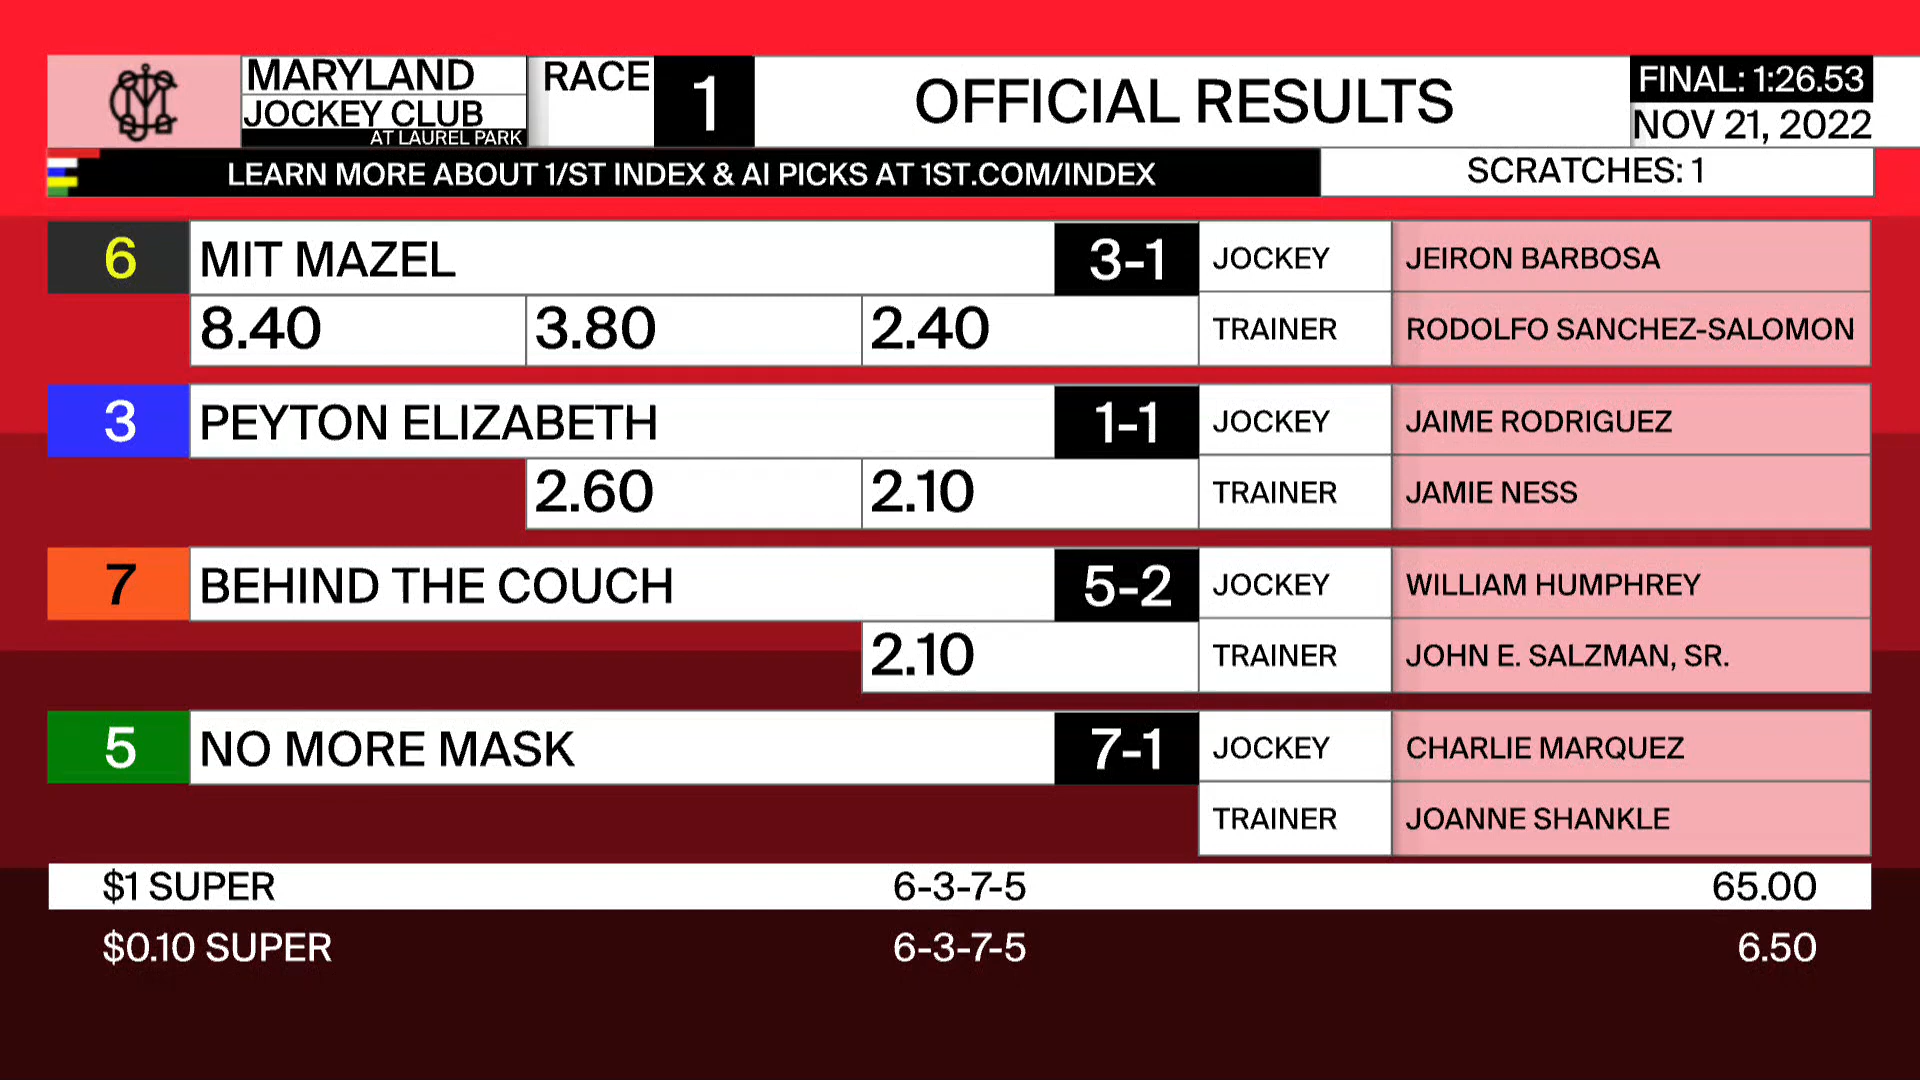 MARYLAND
JOCKEY CLUB
AT LAUREL PARK
RACE 1
OFFICIAL RESULTS
FINAL: 1:26.53
NOV 21, 2022
LEARN MORE ABOUT 1/ST INDEX & AI PICKS AT 1ST.COM/INDEX
SCRATCHES: 1
6 MIT MAZEL 3-1 JOCKEY JEIRON BARBOSA
8.40 3.80 2.40 TRAINER RODOLFO SANCHEZ-SALOMON
3 PEYTON ELIZABETH 1-1 JOCKEY JAIME RODRIGUEZ
2.60 2.10 TRAINER JAMIE NESS
7 BEHIND THE COUCH 5-2 JOCKEY WILLIAM HUMPHREY
2.10 TRAINER JOHN E. SALZMAN, SR.
5 NO MORE MASK 7-1 JOCKEY CHARLIE MARQUEZ
TRAINER JOANNE SHANKLE
$1 SUPER 6-3-7-5 65.00
$0.10 SUPER 6-3-7-5 6.50